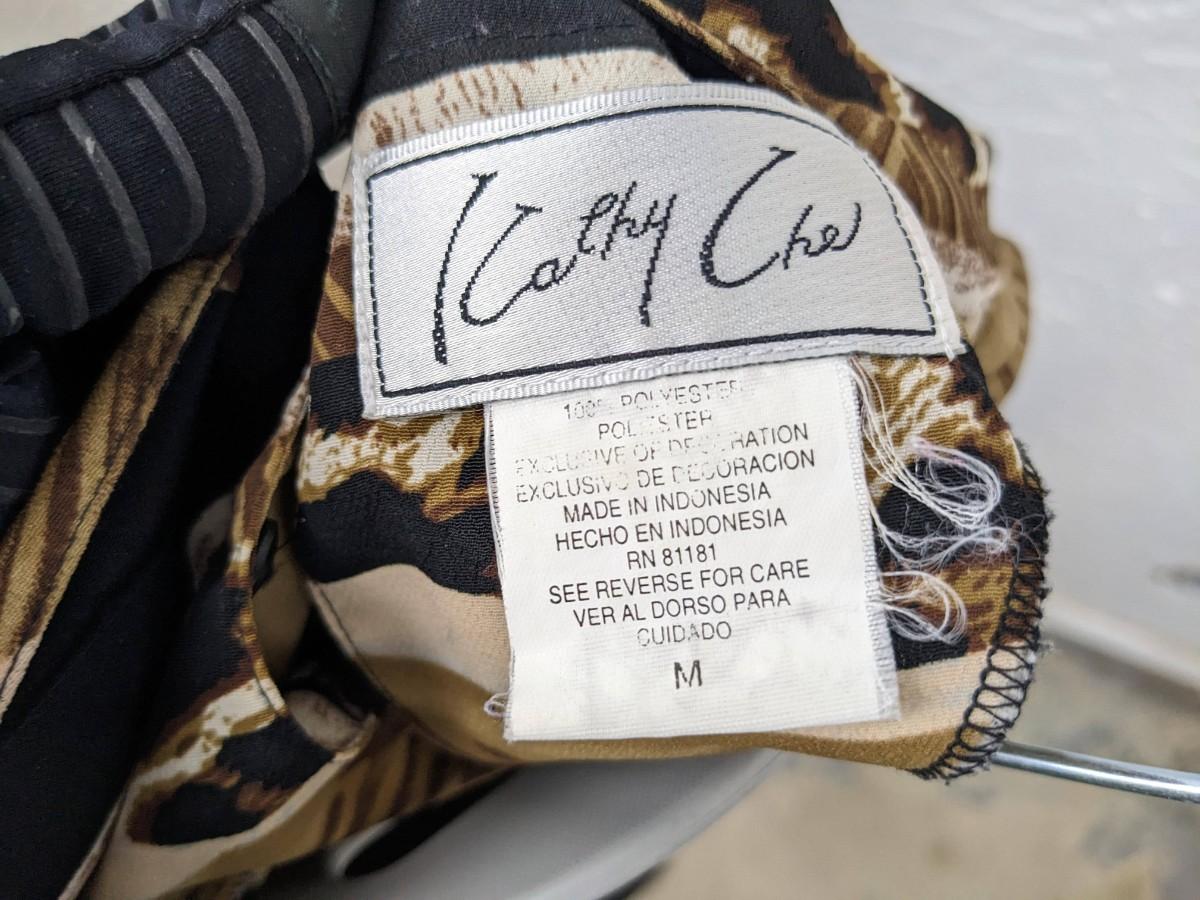 Kathy Che
100% POLYESTER
POLIESTER
EXCLUSIVE OF DECORATION
EXCLUSIVO DE DECORACION
MADE IN INDONESIA
HECHO EN INDONESIA
RN 81181
SEE REVERSE FOR CARE
VER AL DORSO PARA
CUIDADO
M